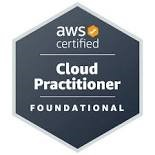 aws
certified
Cloud
Practitioner
FOUNDATIONAL